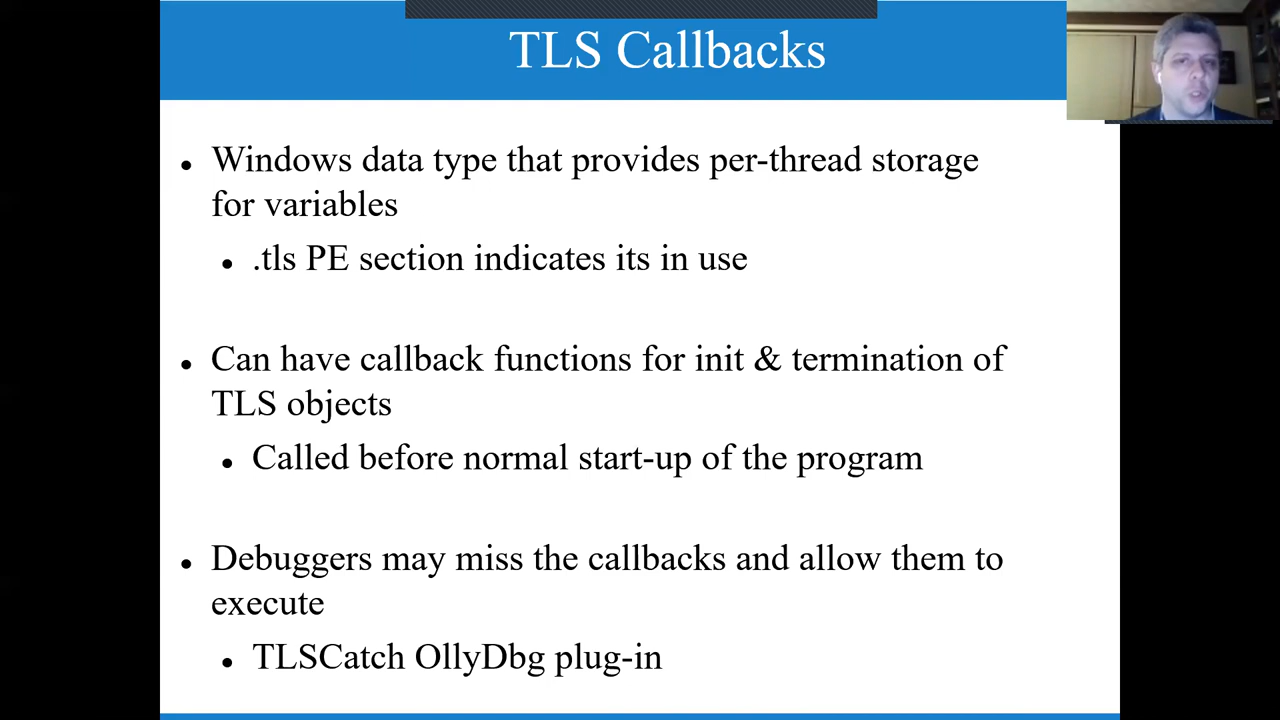 TLS Callbacks
Windows data type that provides per-thread storage
for variables
.tls PE section indicates its in use
Can have callback functions for init & termination of
TLS objects
Called before normal start-up of the program
Debuggers may miss the callbacks and allow them to
execute
TLSCatch OllyDbg plug-in